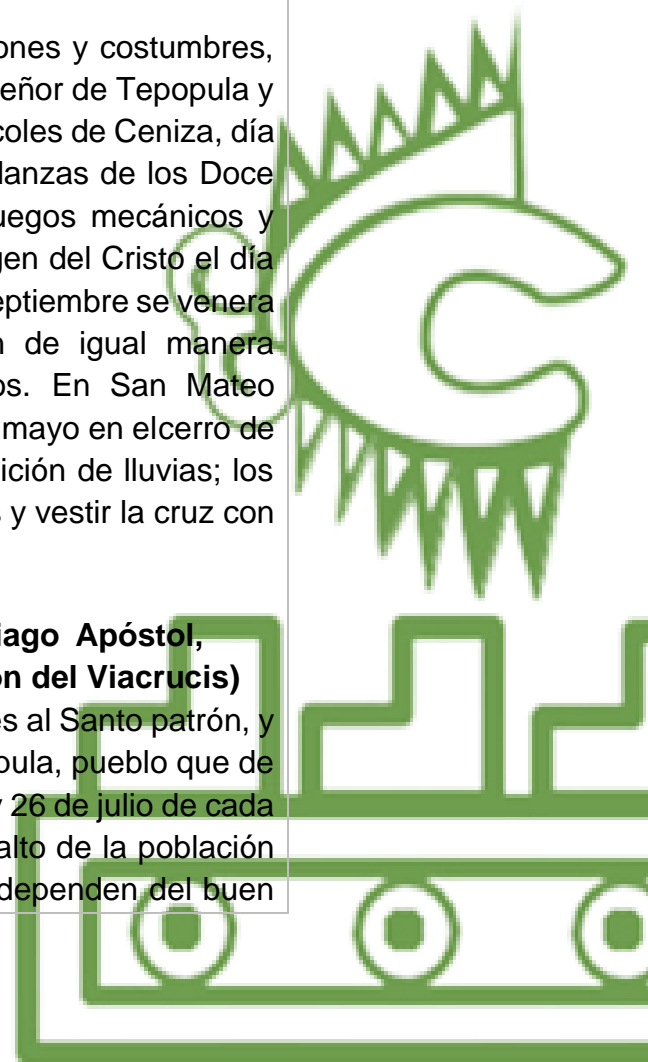 ones y costumbres,
eñor de Tepopula y
coles de Ceniza, día
danzas de los Doce
uegos mecánicos y
gen del Cristo el día
eptiembre se venera
n de igual manera
os. En San Mateo
mayo en elcerro de
ición de lluvias; los
s y vestir la cruz con
iago Apóstol,
ón del Viacrucis)
es al Santo patrón, y
pula, pueblo que de
y 26 de julio de cada
alto de la población
dependen del buen